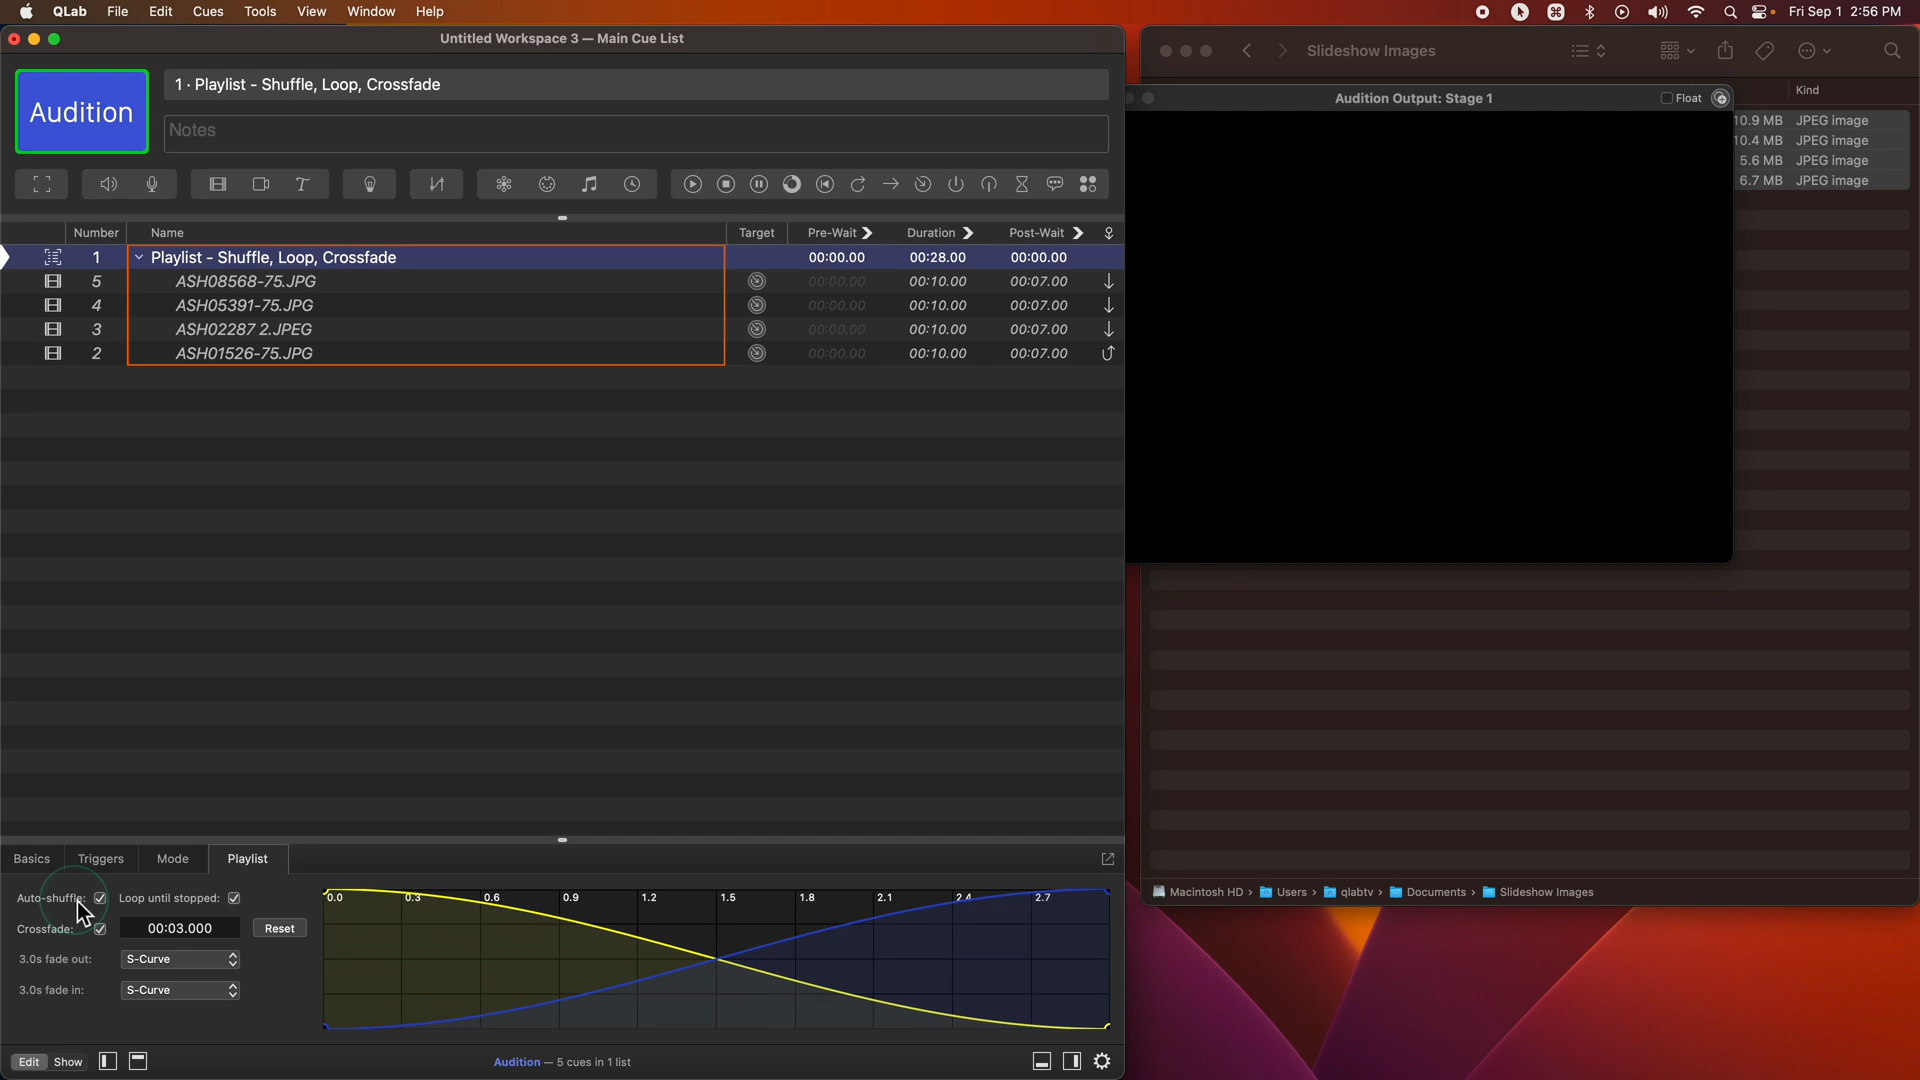 QLab File Edit Cues Tools View Window Help
Fri Sep 1 2:56 PM
Untitled Workspace 3 — Main Cue List
Audition
1 · Playlist - Shuffle, Loop, Crossfade
Notes
Number Name Target Pre-Wait Duration Post-Wait
1 Playlist - Shuffle, Loop, Crossfade 00:00.00 00:28.00 00:00.00
5 ASH08568-75.JPG 00:00.00 00:10.00 00:07.00
4 ASH05391-75.JPG 00:00.00 00:10.00 00:07.00
3 ASH02287 2.JPEG 00:00.00 00:10.00 00:07.00
2 ASH01526-75.JPG 00:00.00 00:10.00 00:07.00
Basics Triggers Mode Playlist
Auto-shuffle: Loop until stopped:
Crossfade: 00:03.000 Reset
3.0s fade out: S-Curve
3.0s fade in: S-Curve
0.0 0.3 0.6 0.9 1.2 1.5 1.8 2.1 2.4 2.7
Edit Show
Audition — 5 cues in 1 list
Slideshow Images
Kind
Audition Output: Stage 1 Float
10.9 MB JPEG image
10.4 MB JPEG image
5.6 MB JPEG image
6.7 MB JPEG image
Macintosh HD › Users › qlabtv › Documents › Slideshow Images